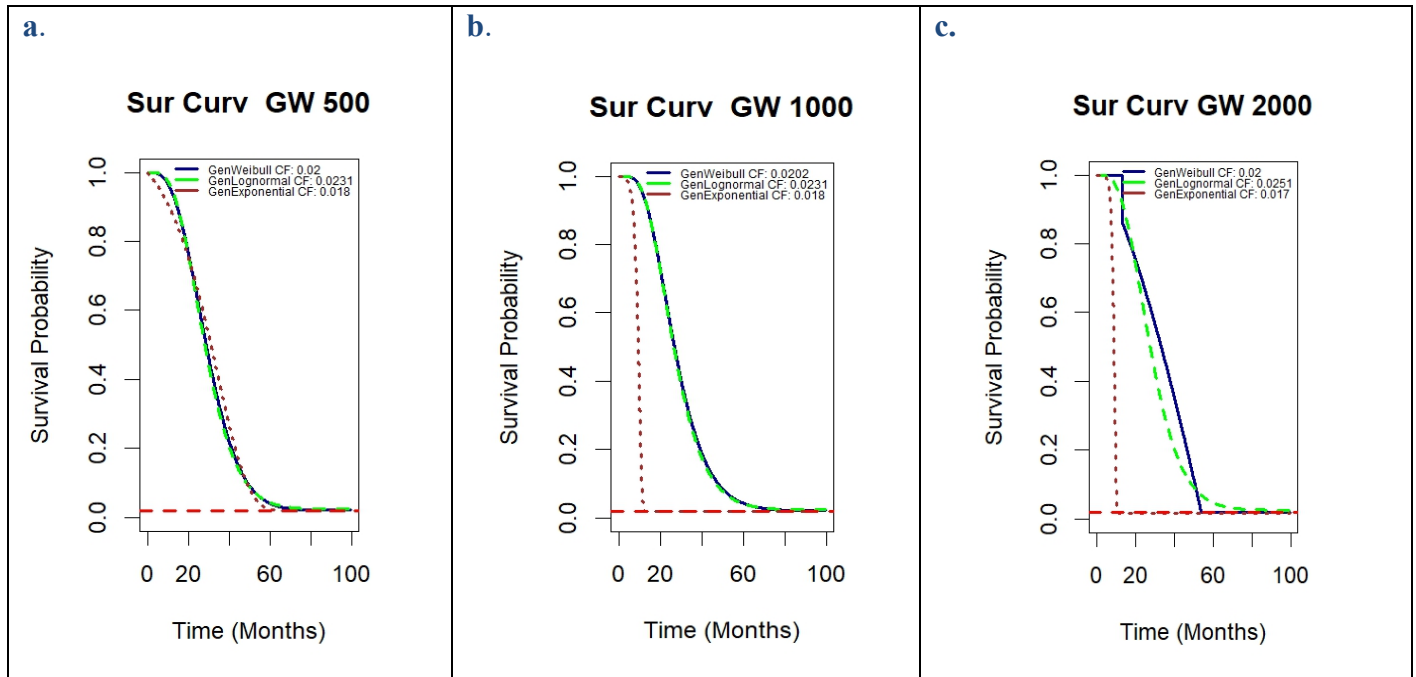 a.
Sur Curv GW 500
GenWeibull CF: 0.02
GenLognormal CF: 0.0231
GenExponential CF: 0.018
Survival Probability
1.0
0.8
0.6
0.4
0.2
0.0
0 20 60 100
Time (Months)
b.
Sur Curv GW 1000
GenWeibull CF: 0.0202
GenLognormal CF: 0.0231
GenExponential CF: 0.018
Survival Probability
1.0
0.8
0.6
0.4
0.2
0.0
0 20 60 100
Time (Months)
c.
Sur Curv GW 2000
GenWeibull CF: 0.02
GenLognormal CF: 0.0251
GenExponential CF: 0.017
Survival Probability
1.0
0.8
0.6
0.4
0.2
0.0
0 20 60 100
Time (Months)